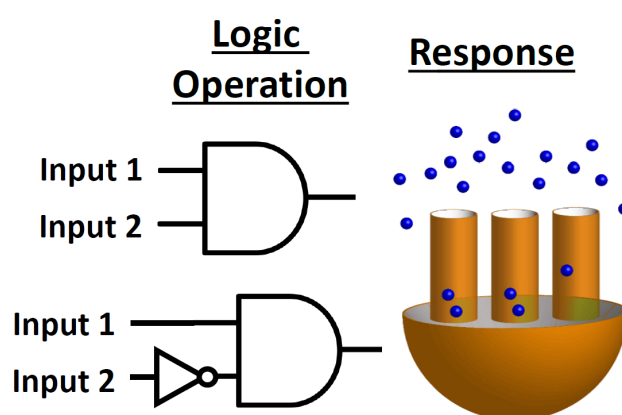 Logic
Operation
Response
Input 1
Input 2
Input 1
Input 2